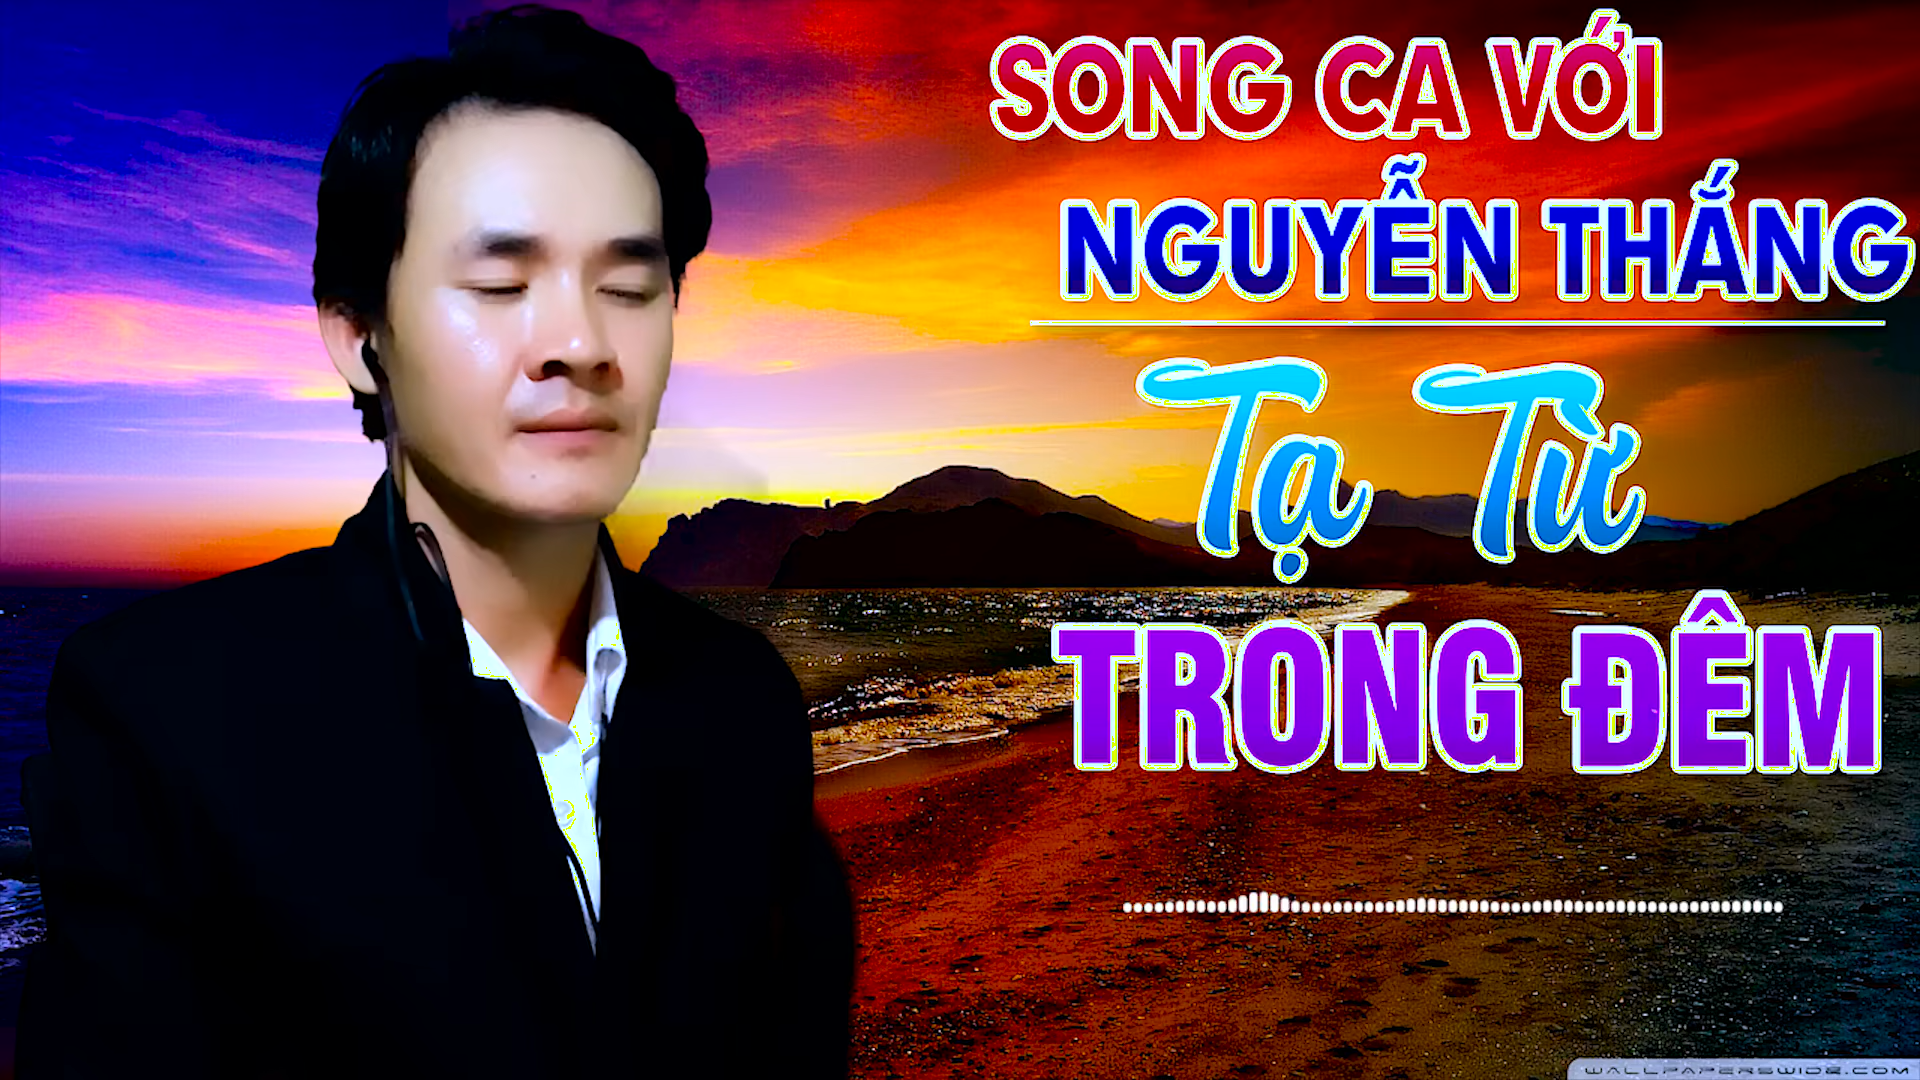 SONG CA VỚI
NGUYỄN THẮNG
Tạ Từ
TRONG ĐÊM
WALLPAPERSWIDE.COM